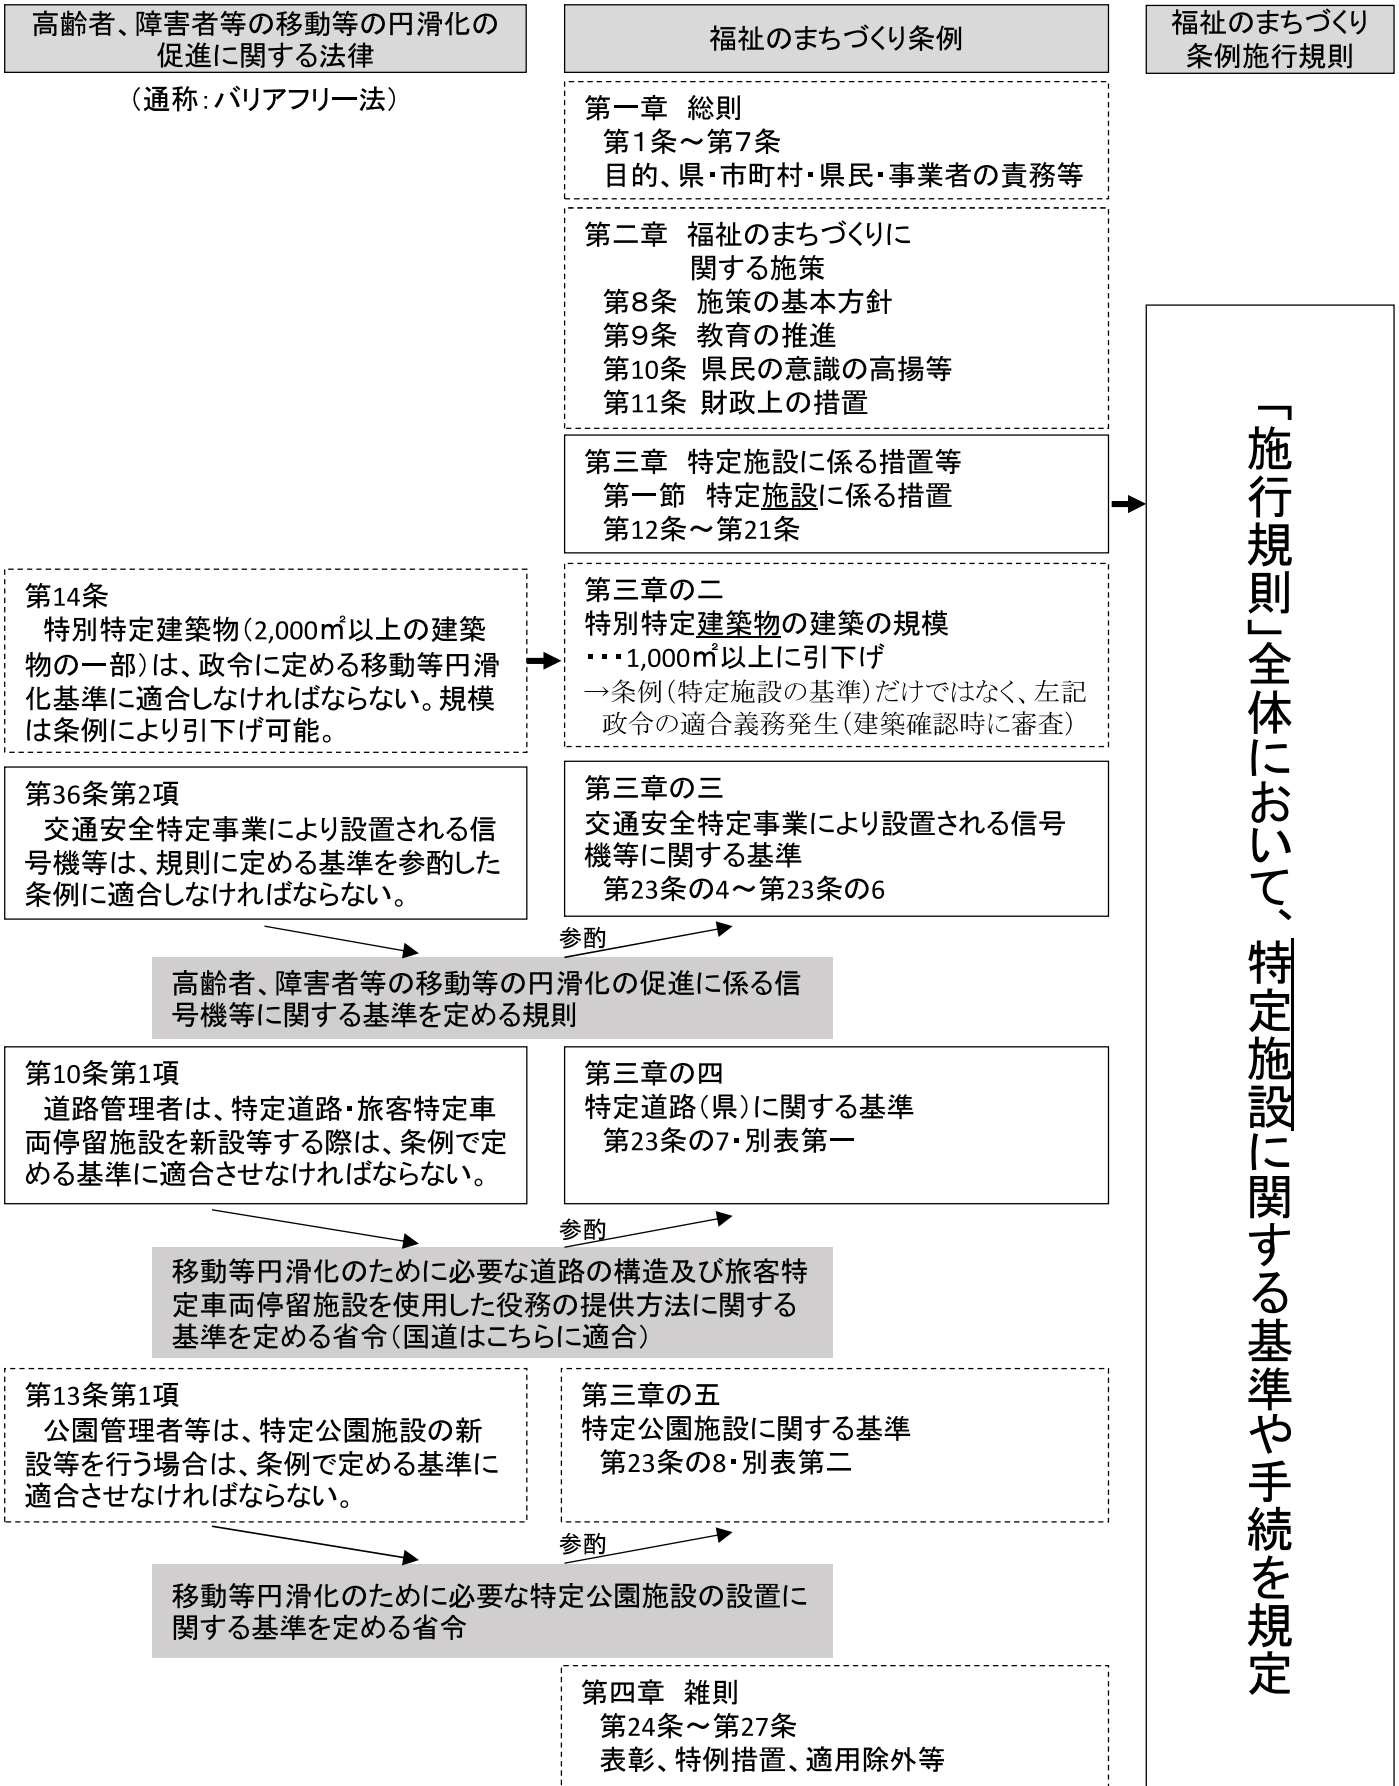 高齢者、障害者等の移動等の円滑化の
促進に関する法律
（通称：バリアフリー法）
福祉のまちづくり条例
福祉のまちづくり
条例施行規則
第一章　総則
第１条～第７条
目的、県・市町村・県民・事業者の責務等
第二章　福祉のまちづくりに
関する施策
第８条　施策の基本方針
第９条　教育の推進
第10条 県民の意識の高揚等
第11条 財政上の措置
第三章　特定施設に係る措置等
第一節　特定施設に係る措置
第12条～第21条
第14条
特別特定建築物（2,000㎡以上の建築
物の一部）は、政令に定める移動等円滑
化基準に適合しなければならない。規模
は条例により引下げ可能。
第三章の二
特別特定建築物の建築の規模
・・・1,000㎡以上に引下げ
→条例（特定施設の基準）だけではなく、左記
政令の適合義務発生（建築確認時に審査）
第36条第2項
交通安全特定事業により設置される信
号機等は、規則に定める基準を参酌した
条例に適合しなければならない。
第三章の三
交通安全特定事業により設置される信号
機等に関する基準
第23条の4～第23条の6
参酌
高齢者、障害者等の移動等の円滑化の促進に係る信
号機等に関する基準を定める規則
第10条第1項
道路管理者は、特定道路・旅客特定車
両停留施設を新設等する際は、条例で定
める基準に適合させなければならない。
第三章の四
特定道路（県）に関する基準
第23条の7・別表第一
参酌
移動等円滑化のために必要な道路の構造及び旅客特
定車両停留施設を使用した役務の提供方法に関する
基準を定める省令（国道はこちらに適合）
第13条第1項
公園管理者等は、特定公園施設の新
設等を行う場合は、条例で定める基準に
適合させなければならない。
第三章の五
特定公園施設に関する基準
第23条の8・別表第二
参酌
移動等円滑化のために必要な特定公園施設の設置に
関する基準を定める省令
第四章　雑則
第24条～第27条
表彰、特例措置、適用除外等
「施行規則」全体において、特定施設に関する基準や手続を規定